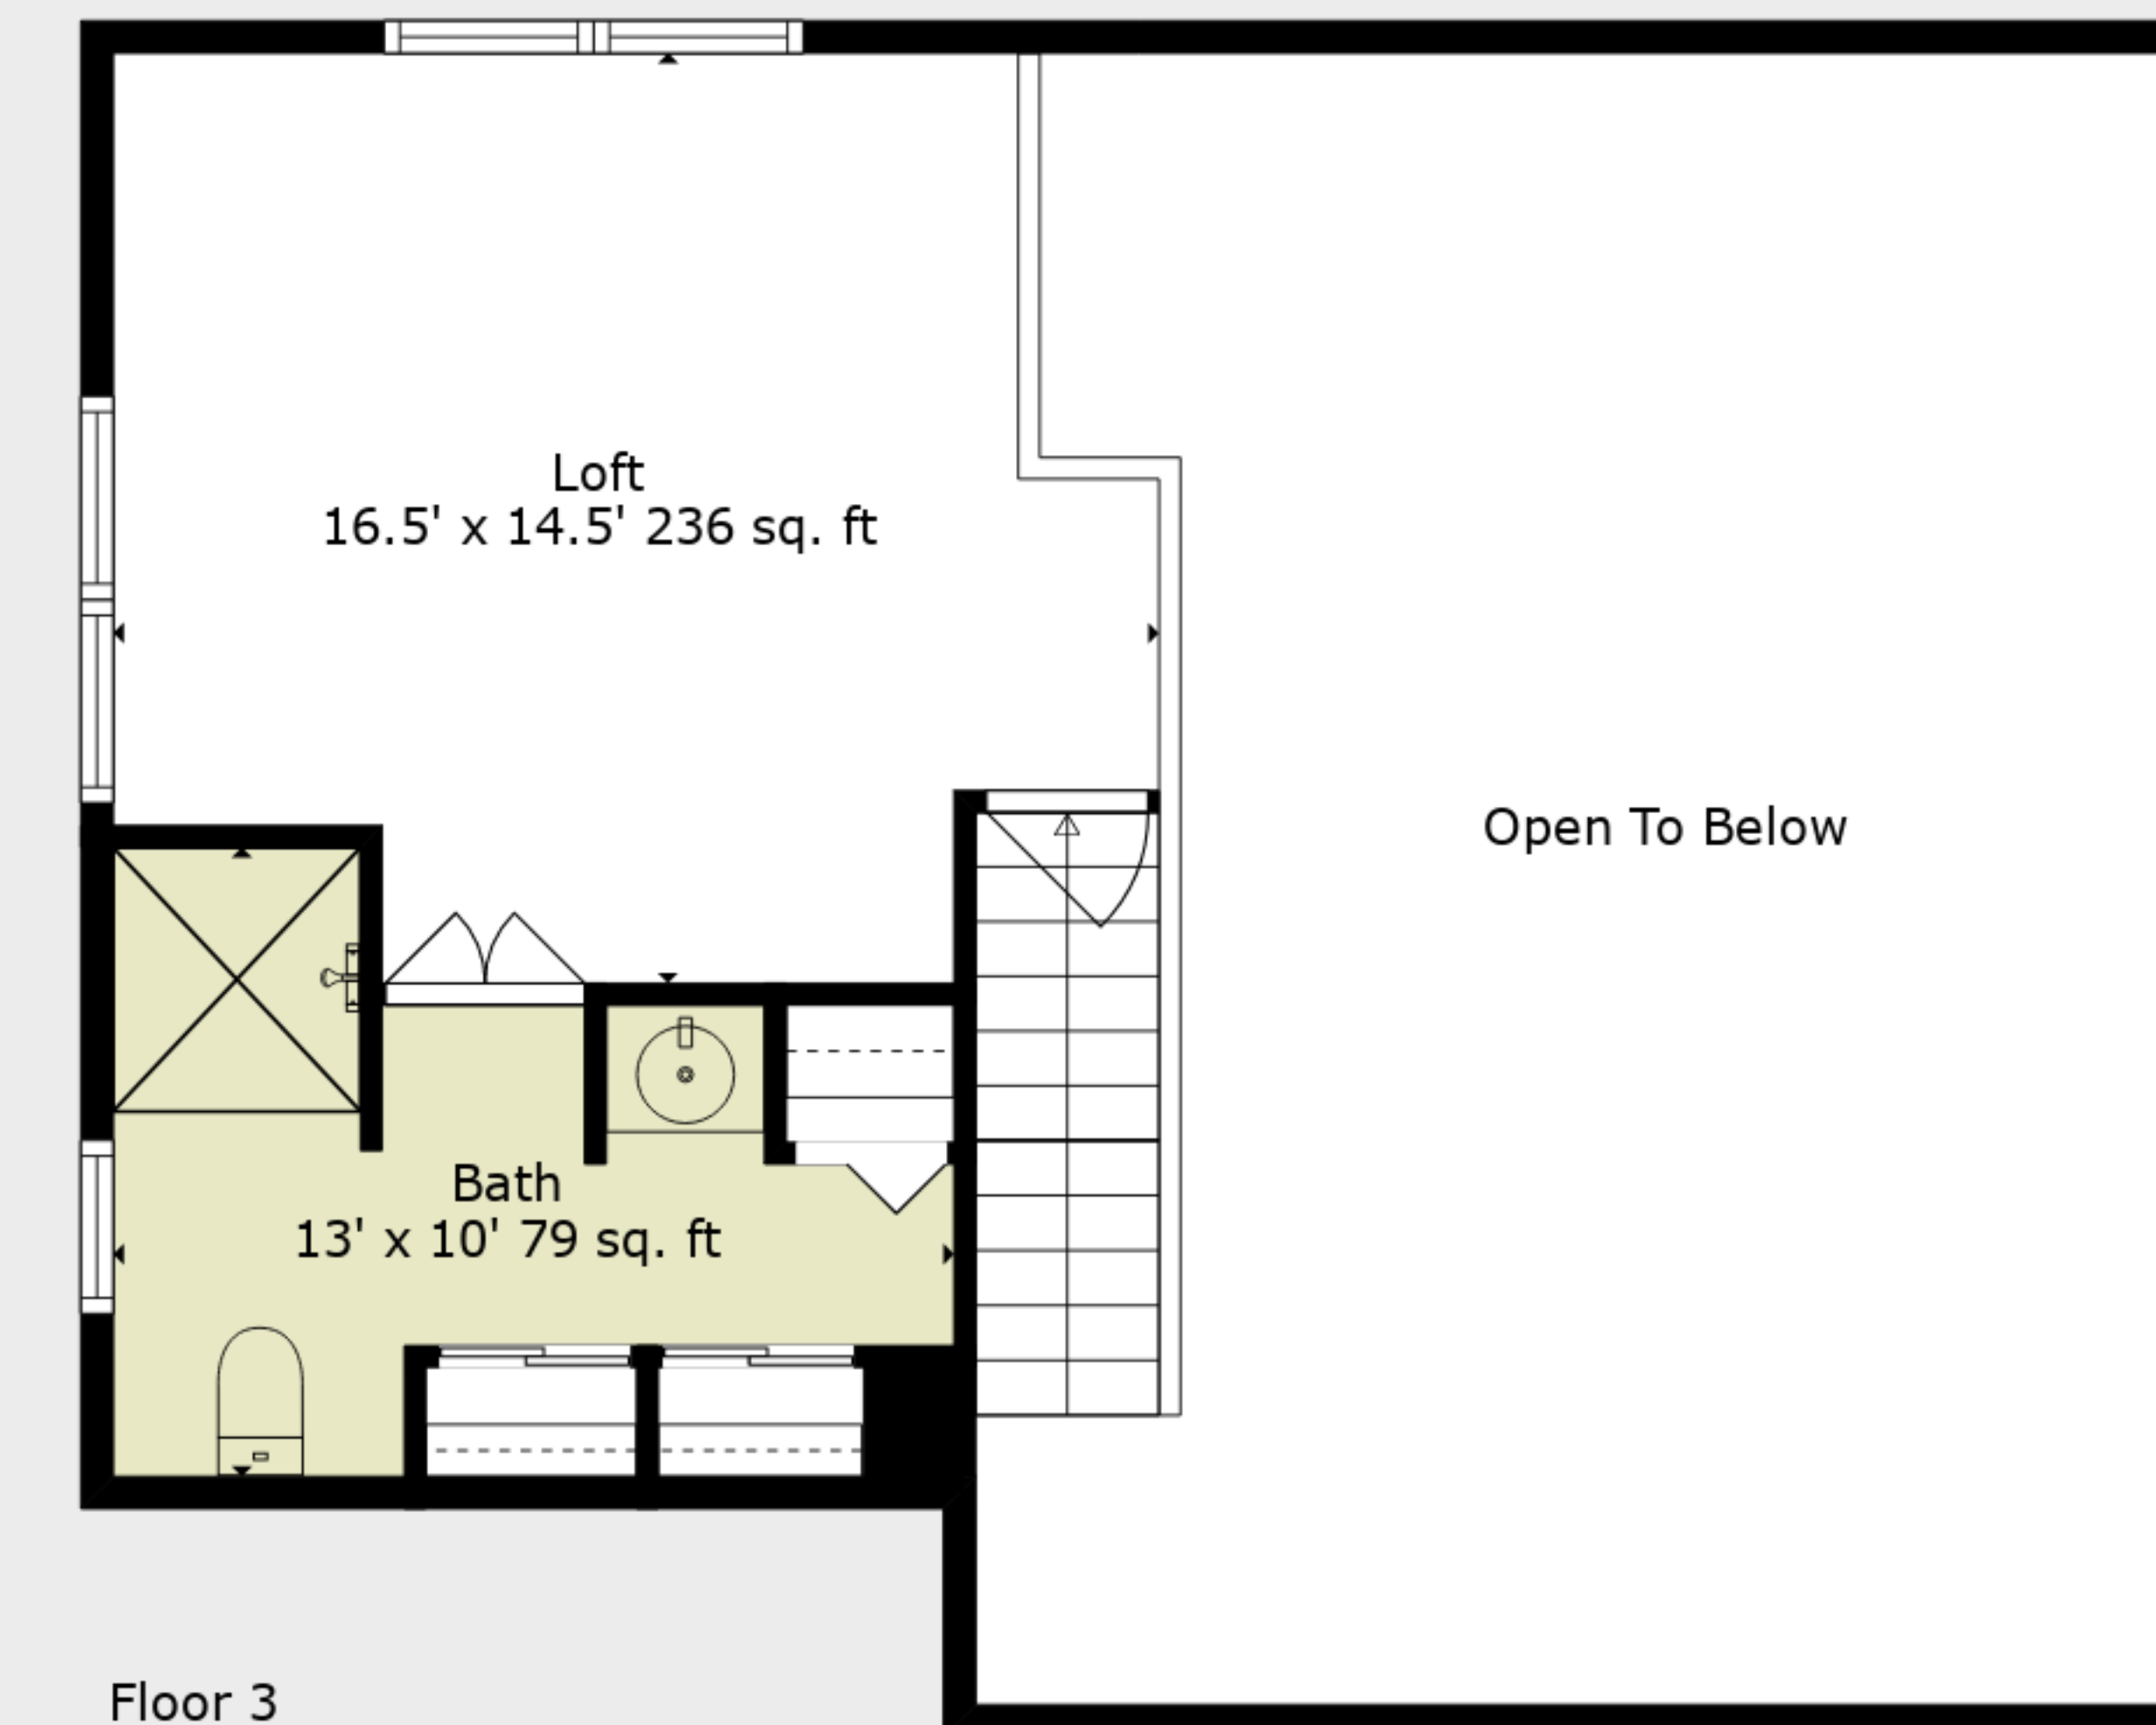 Loft
16.5' x 14.5' 236 sq. ft
Open To Below
Bath
13' x 10' 79 sq. ft
Floor 3